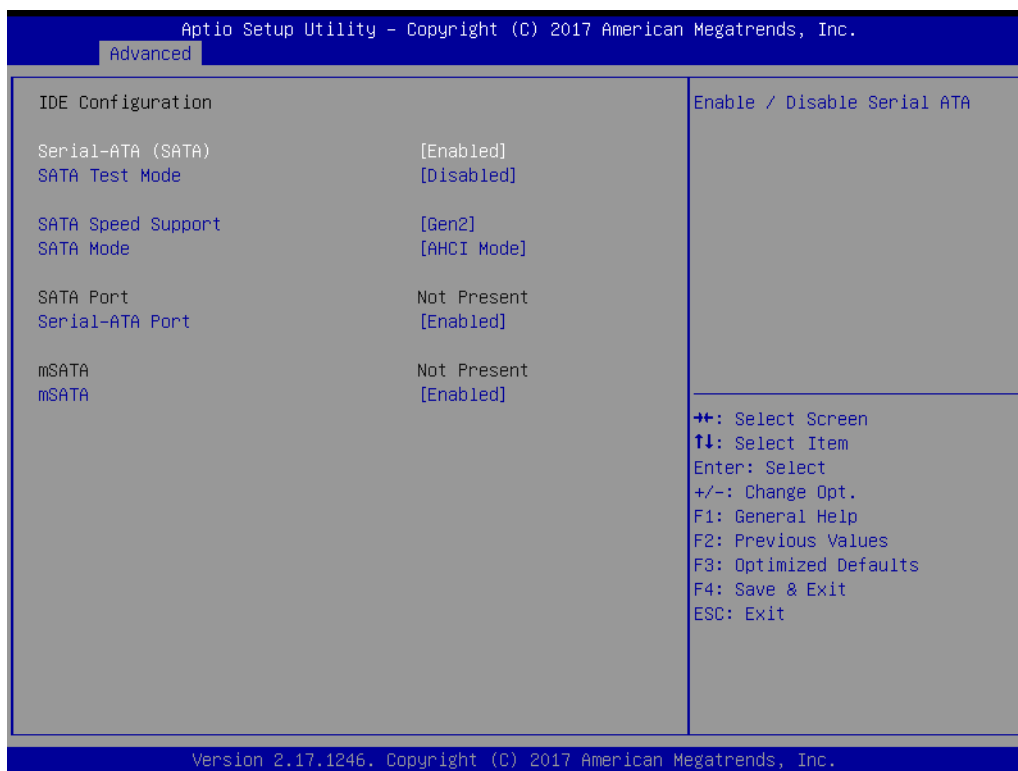 Aptio Setup Utility – Copyright (C) 2017 American Megatrends, Inc.
Advanced
IDE Configuration
Serial-ATA (SATA) [Enabled]
SATA Test Mode [Disabled]
SATA Speed Support [Gen2]
SATA Mode [AHCI Mode]
SATA Port Not Present
Serial-ATA Port [Enabled]
mSATA Not Present
mSATA [Enabled]
Enable / Disable Serial ATA
→←: Select Screen
↑↓: Select Item
Enter: Select
+/-: Change Opt.
F1: General Help
F2: Previous Values
F3: Optimized Defaults
F4: Save & Exit
ESC: Exit
Version 2.17.1246. Copyright (C) 2017 American Megatrends, Inc.